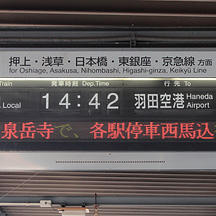 押上・浅草・日本橋・東銀座・京急線 方面
for Oshiage, Asakusa, Nihombashi, Higashi-ginza, Keikyū Line
Train 発車時刻 Dep.Time 行先 To
Local 14:42 羽田空港 Haneda Airport
泉岳寺で、各駅停車西馬込